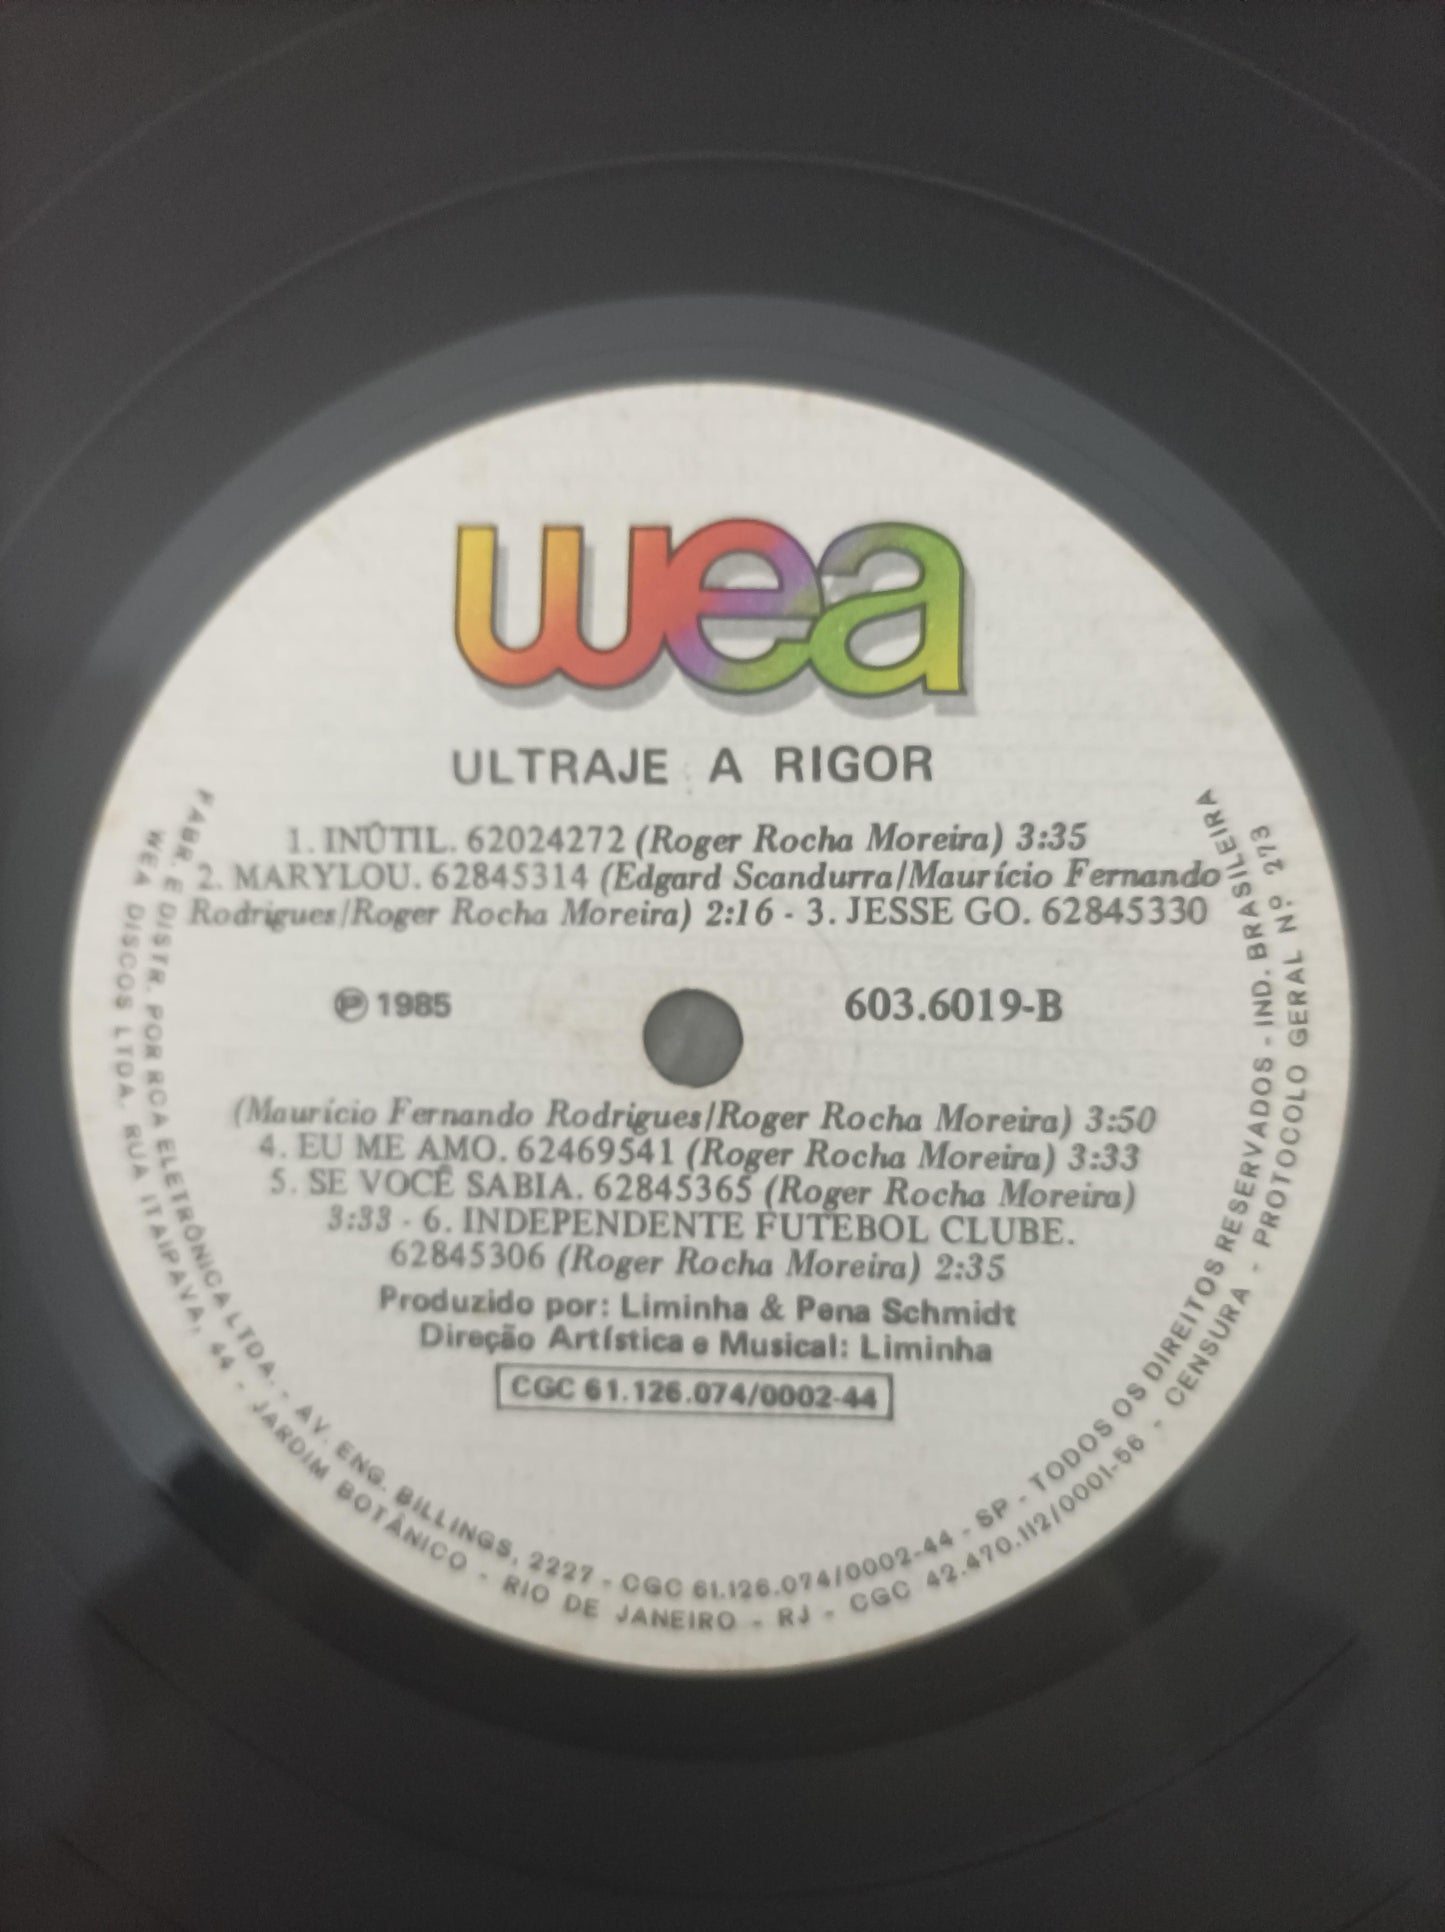 wea
ULTRAJE A RIGOR
1. INÚTIL. 62024272 (Roger Rocha Moreira) 3:35
2. MARYLOU. 62845314 (Edgard Scandurra/Maurício Fernando
Rodrigues/Roger Rocha Moreira) 2:16 - 3. JESSE GO. 62845330
℗ 1985
603.6019-B
(Maurício Fernando Rodrigues/Roger Rocha Moreira) 3:50
4. EU ME AMO. 62469541 (Roger Rocha Moreira) 3:33
5. SE VOCÊ SABIA. 62845365 (Roger Rocha Moreira)
3:33 - 6. INDEPENDENTE FUTEBOL CLUBE.
62845306 (Roger Rocha Moreira) 2:35
Produzido por: Liminha & Pena Schmidt
Direção Artística e Musical: Liminha
CGC 61.126.074/0002-44
FABR. E DISTR. POR RCA ELETRÔNICA LTDA. - AV. ENG. BILLINGS, 2227 - CGC 61.126.074/0002-44 - SP - TODOS OS DIREITOS RESERVADOS - IND. BRASILEIRA
WEA DISCOS LTDA. RUA ITAIPAVA, 44 - JARDIM BOTÂNICO - RIO DE JANEIRO - RJ - CGC 42.470.112/0001-56 - CENSURA - PROTOCOLO GERAL Nº 273